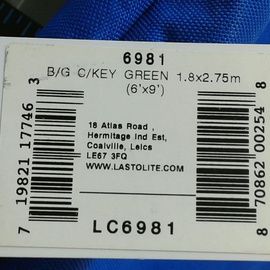 6981
B/G C/KEY GREEN 1.8x2.75m
(6'x9')
18 Atlas Road ,
Hermitage Ind Est,
Coalville, Leics
LE67 3FQ
WWW.LASTOLITE.COM
LC6981
7 19821 17746 3
8 70862 00254 8